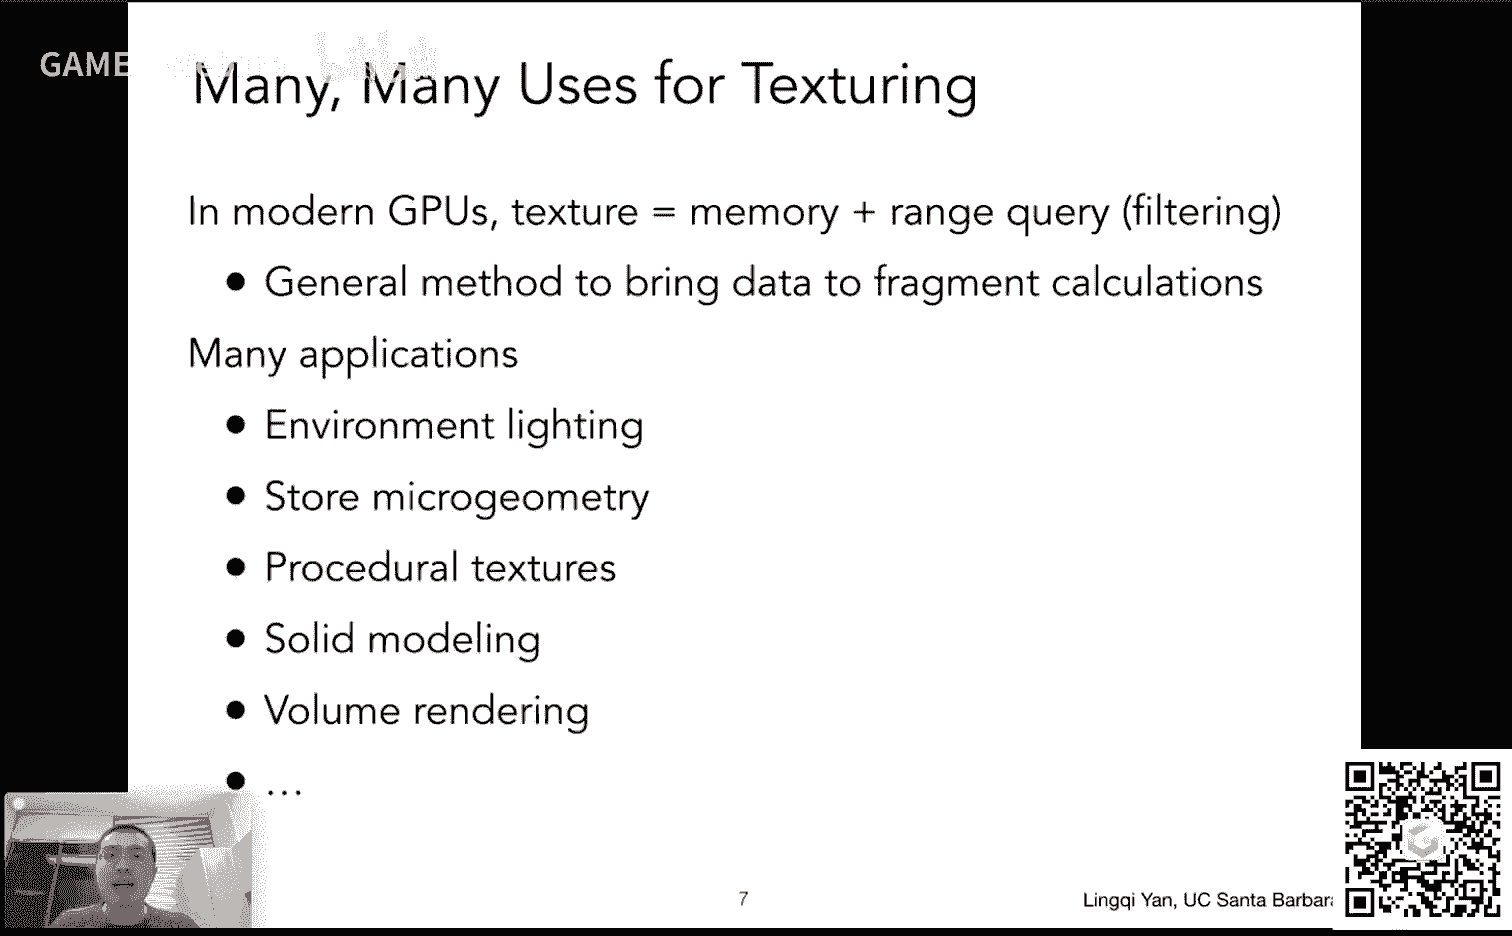 GAME
Many, Many Uses for Texturing
In modern GPUs, texture = memory + range query (filtering)
● General method to bring data to fragment calculations
Many applications
● Environment lighting
● Store microgeometry
● Procedural textures
● Solid modeling
● Volume rendering
● ...
7
Lingqi Yan, UC Santa Barbara